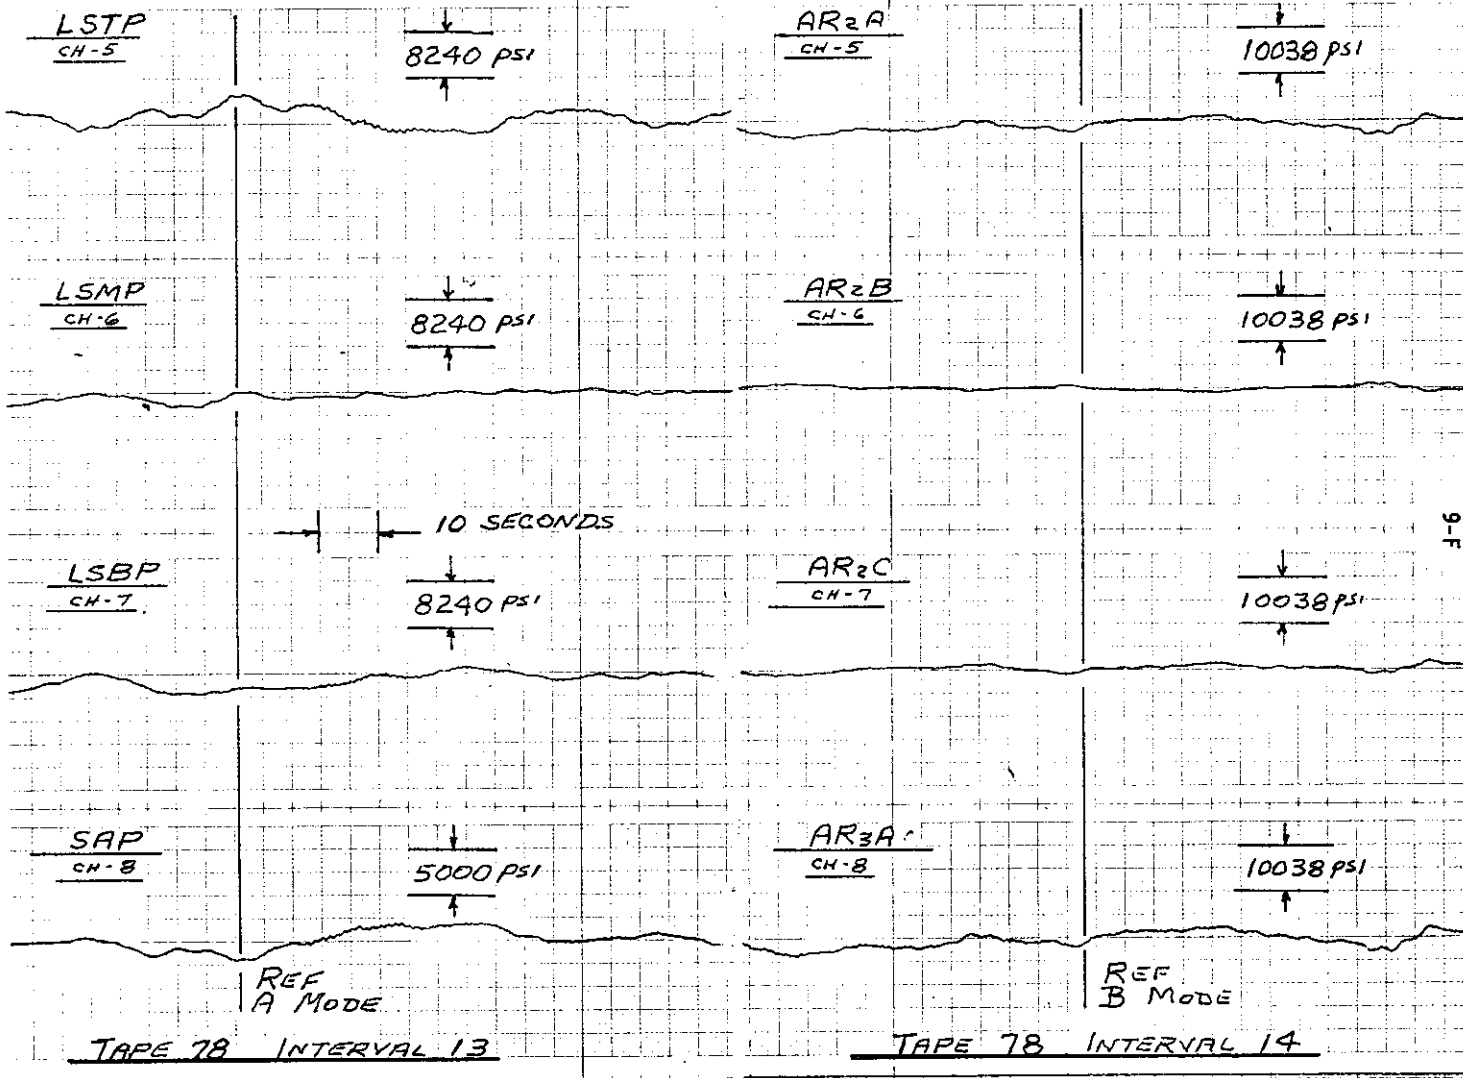 LSTP
CH-5
8240 PSI
LSMP
CH-6
8240 PSI
10 SECONDS
LSBP
CH-7.
8240 PSI
SAP
CH-8
5000 PSI
REF
A MODE
TAPE 78 INTERVAL 13
AR2A
CH-5
10038 PSI
AR2B
CH-6
10038 PSI
AR2C
CH-7
10038 PSI
AR3A
CH-8
10038 PSI
REF
B MODE
TAPE 78 INTERVAL 14
9-F